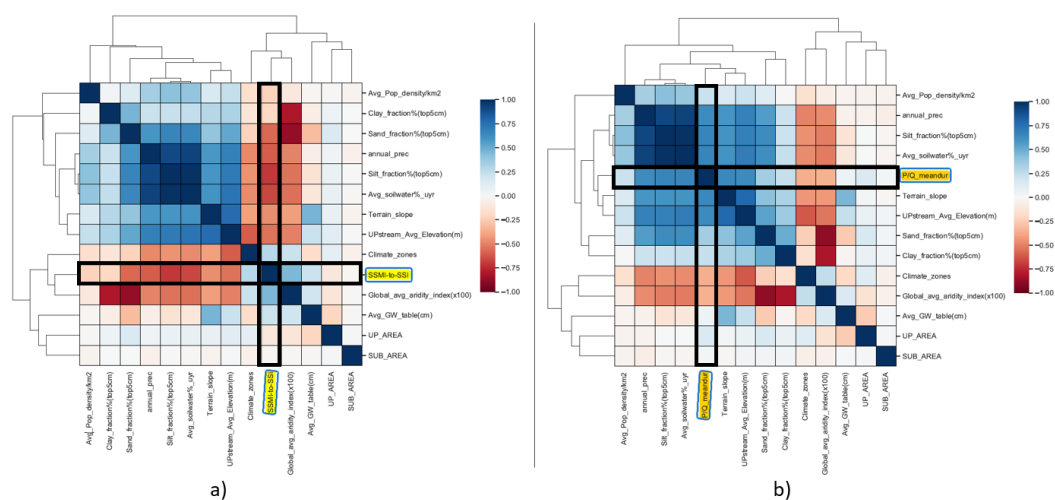 Avg_Pop_density/km2
Clay_fraction%(top5cm)
Sand_fraction%(top5cm)
annual_prec
Silt_fraction%(top5cm)
Avg_soilwater%_uyr
Terrain_slope
UPstream_Avg_Elevation(m)
Climate_zones
SSMI-to-SSI
Global_avg_aridity_index(x100)
Avg_GW_table(cm)
UP_AREA
SUB_AREA
1.00
0.75
0.50
0.25
0.00
−0.25
−0.50
−0.75
−1.00
Avg_Pop_density/km2
Clay_fraction%(top5cm)
Sand_fraction%(top5cm)
annual_prec
Silt_fraction%(top5cm)
Avg_soilwater%_uyr
Terrain_slope
UPstream_Avg_Elevation(m)
Climate_zones
SSMI-to-SSI
Global_avg_aridity_index(x100)
Avg_GW_table(cm)
UP_AREA
SUB_AREA
a)
Avg_Pop_density/km2
annual_prec
Silt_fraction%(top5cm)
Avg_soilwater%_uyr
P/Q_meandur
Terrain_slope
UPstream_Avg_Elevation(m)
Sand_fraction%(top5cm)
Clay_fraction%(top5cm)
Climate_zones
Global_avg_aridity_index(x100)
Avg_GW_table(cm)
UP_AREA
SUB_AREA
1.00
0.75
0.50
0.25
0.00
−0.25
−0.50
−0.75
−1.00
Avg_Pop_density/km2
annual_prec
Silt_fraction%(top5cm)
Avg_soilwater%_uyr
P/Q_meandur
Terrain_slope
UPstream_Avg_Elevation(m)
Sand_fraction%(top5cm)
Clay_fraction%(top5cm)
Climate_zones
Global_avg_aridity_index(x100)
Avg_GW_table(cm)
UP_AREA
SUB_AREA
b)